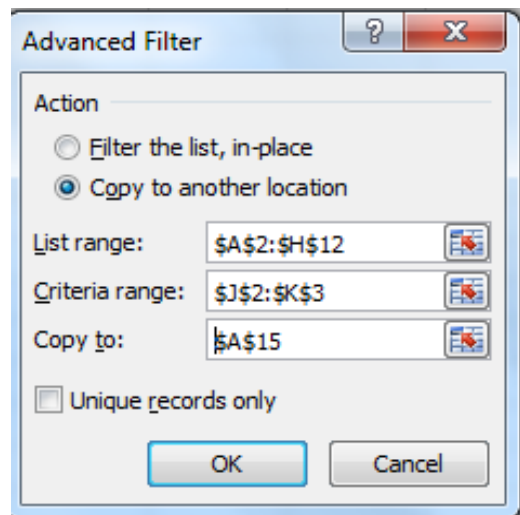 Advanced Filter
Action
Filter the list, in-place
Copy to another location
List range: $A$2:$H$12
Criteria range: $J$2:$K$3
Copy to: $A$15
Unique records only
OK Cancel